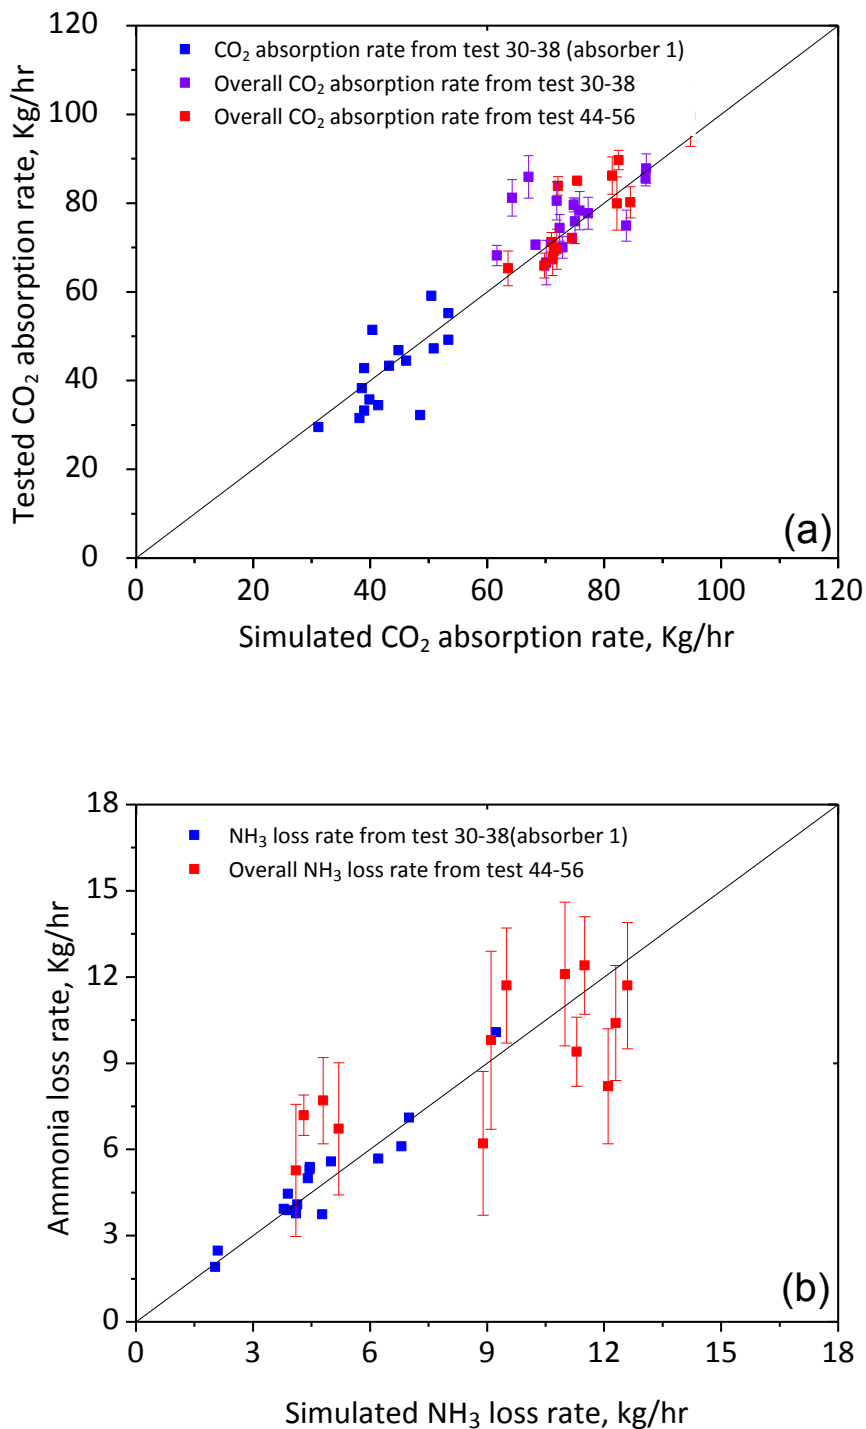 120
100
80
60
40
20
0
Tested CO₂ absorption rate, Kg/hr
CO₂ absorption rate from test 30-38 (absorber 1)
Overall CO₂ absorption rate from test 30-38
Overall CO₂ absorption rate from test 44-56
(a)
0 20 40 60 80 100 120
Simulated CO₂ absorption rate, Kg/hr
18
15
12
9
6
3
0
Ammonia loss rate, Kg/hr
NH₃ loss rate from test 30-38(absorber 1)
Overall NH₃ loss rate from test 44-56
(b)
0 3 6 9 12 15 18
Simulated NH₃ loss rate, kg/hr